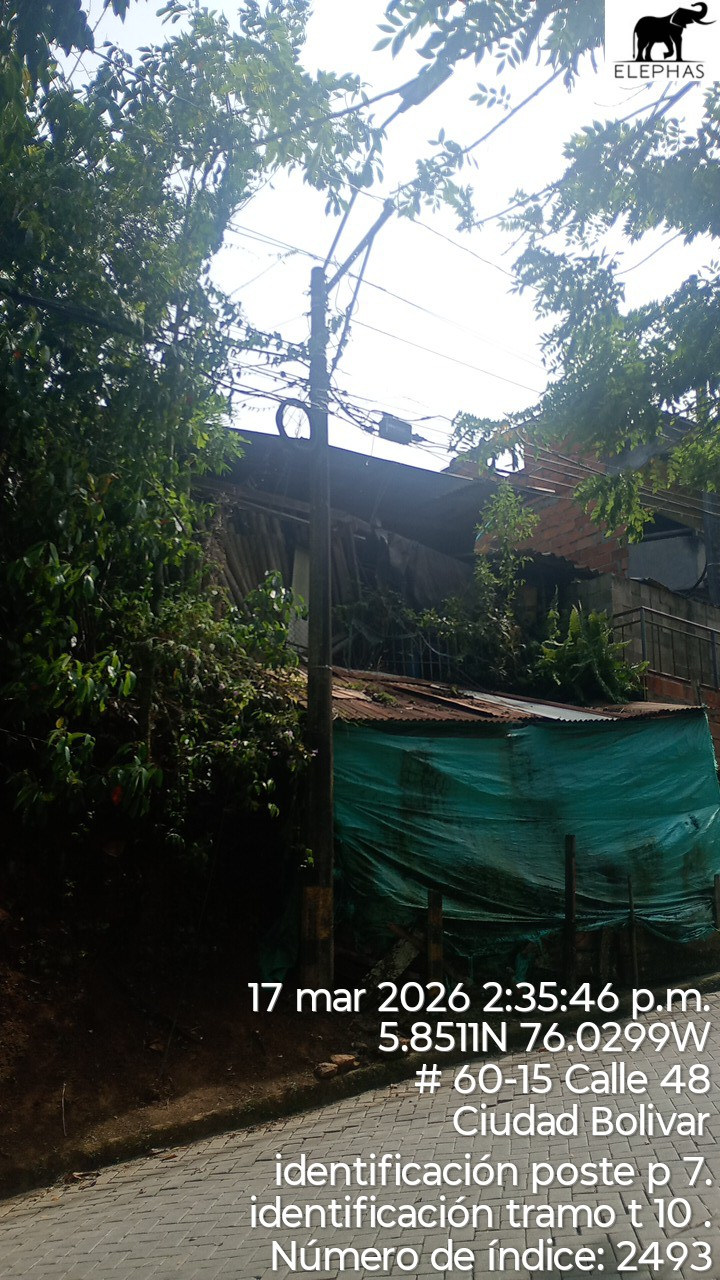 ELEPHAS
17 mar 2026 2:35:46 p.m.
5.8511N 76.0299W
# 60-15 Calle 48
Ciudad Bolivar
identificación poste p 7.
identificación tramo t 10 .
Número de índice: 2493